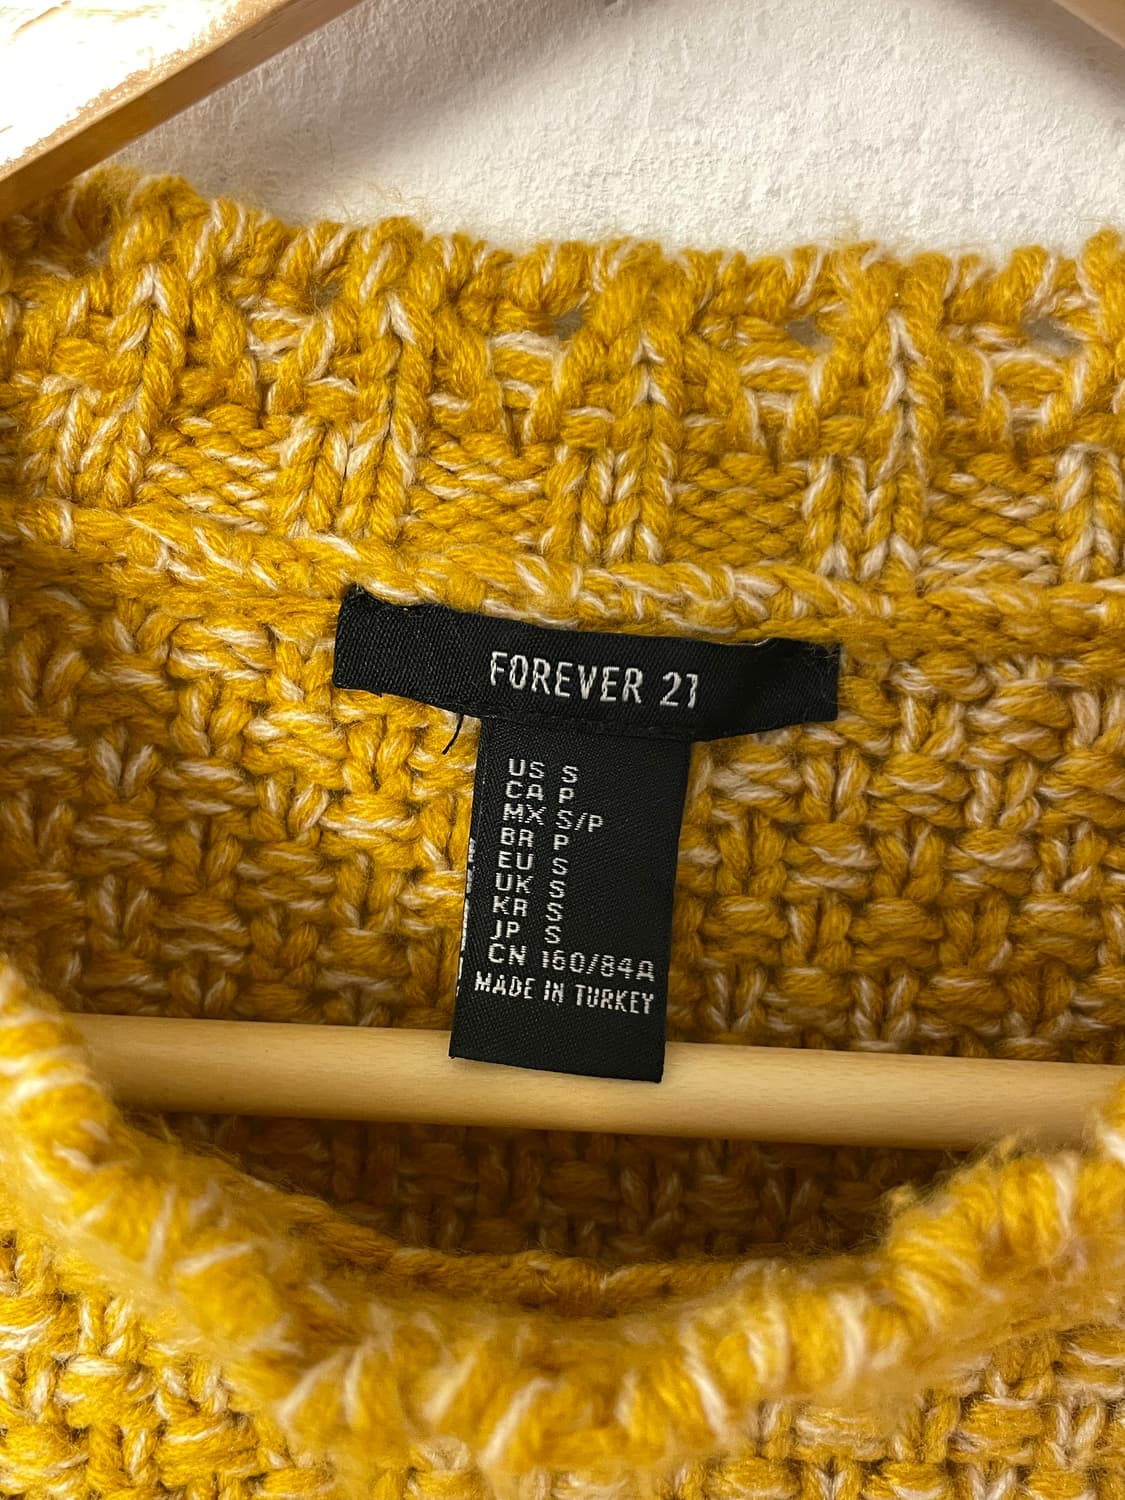 FOREVER 21
US S
CA P
MX S/P
BR P
EU S
UK S
KR S
JP S
CN 160/84A
MADE IN TURKEY